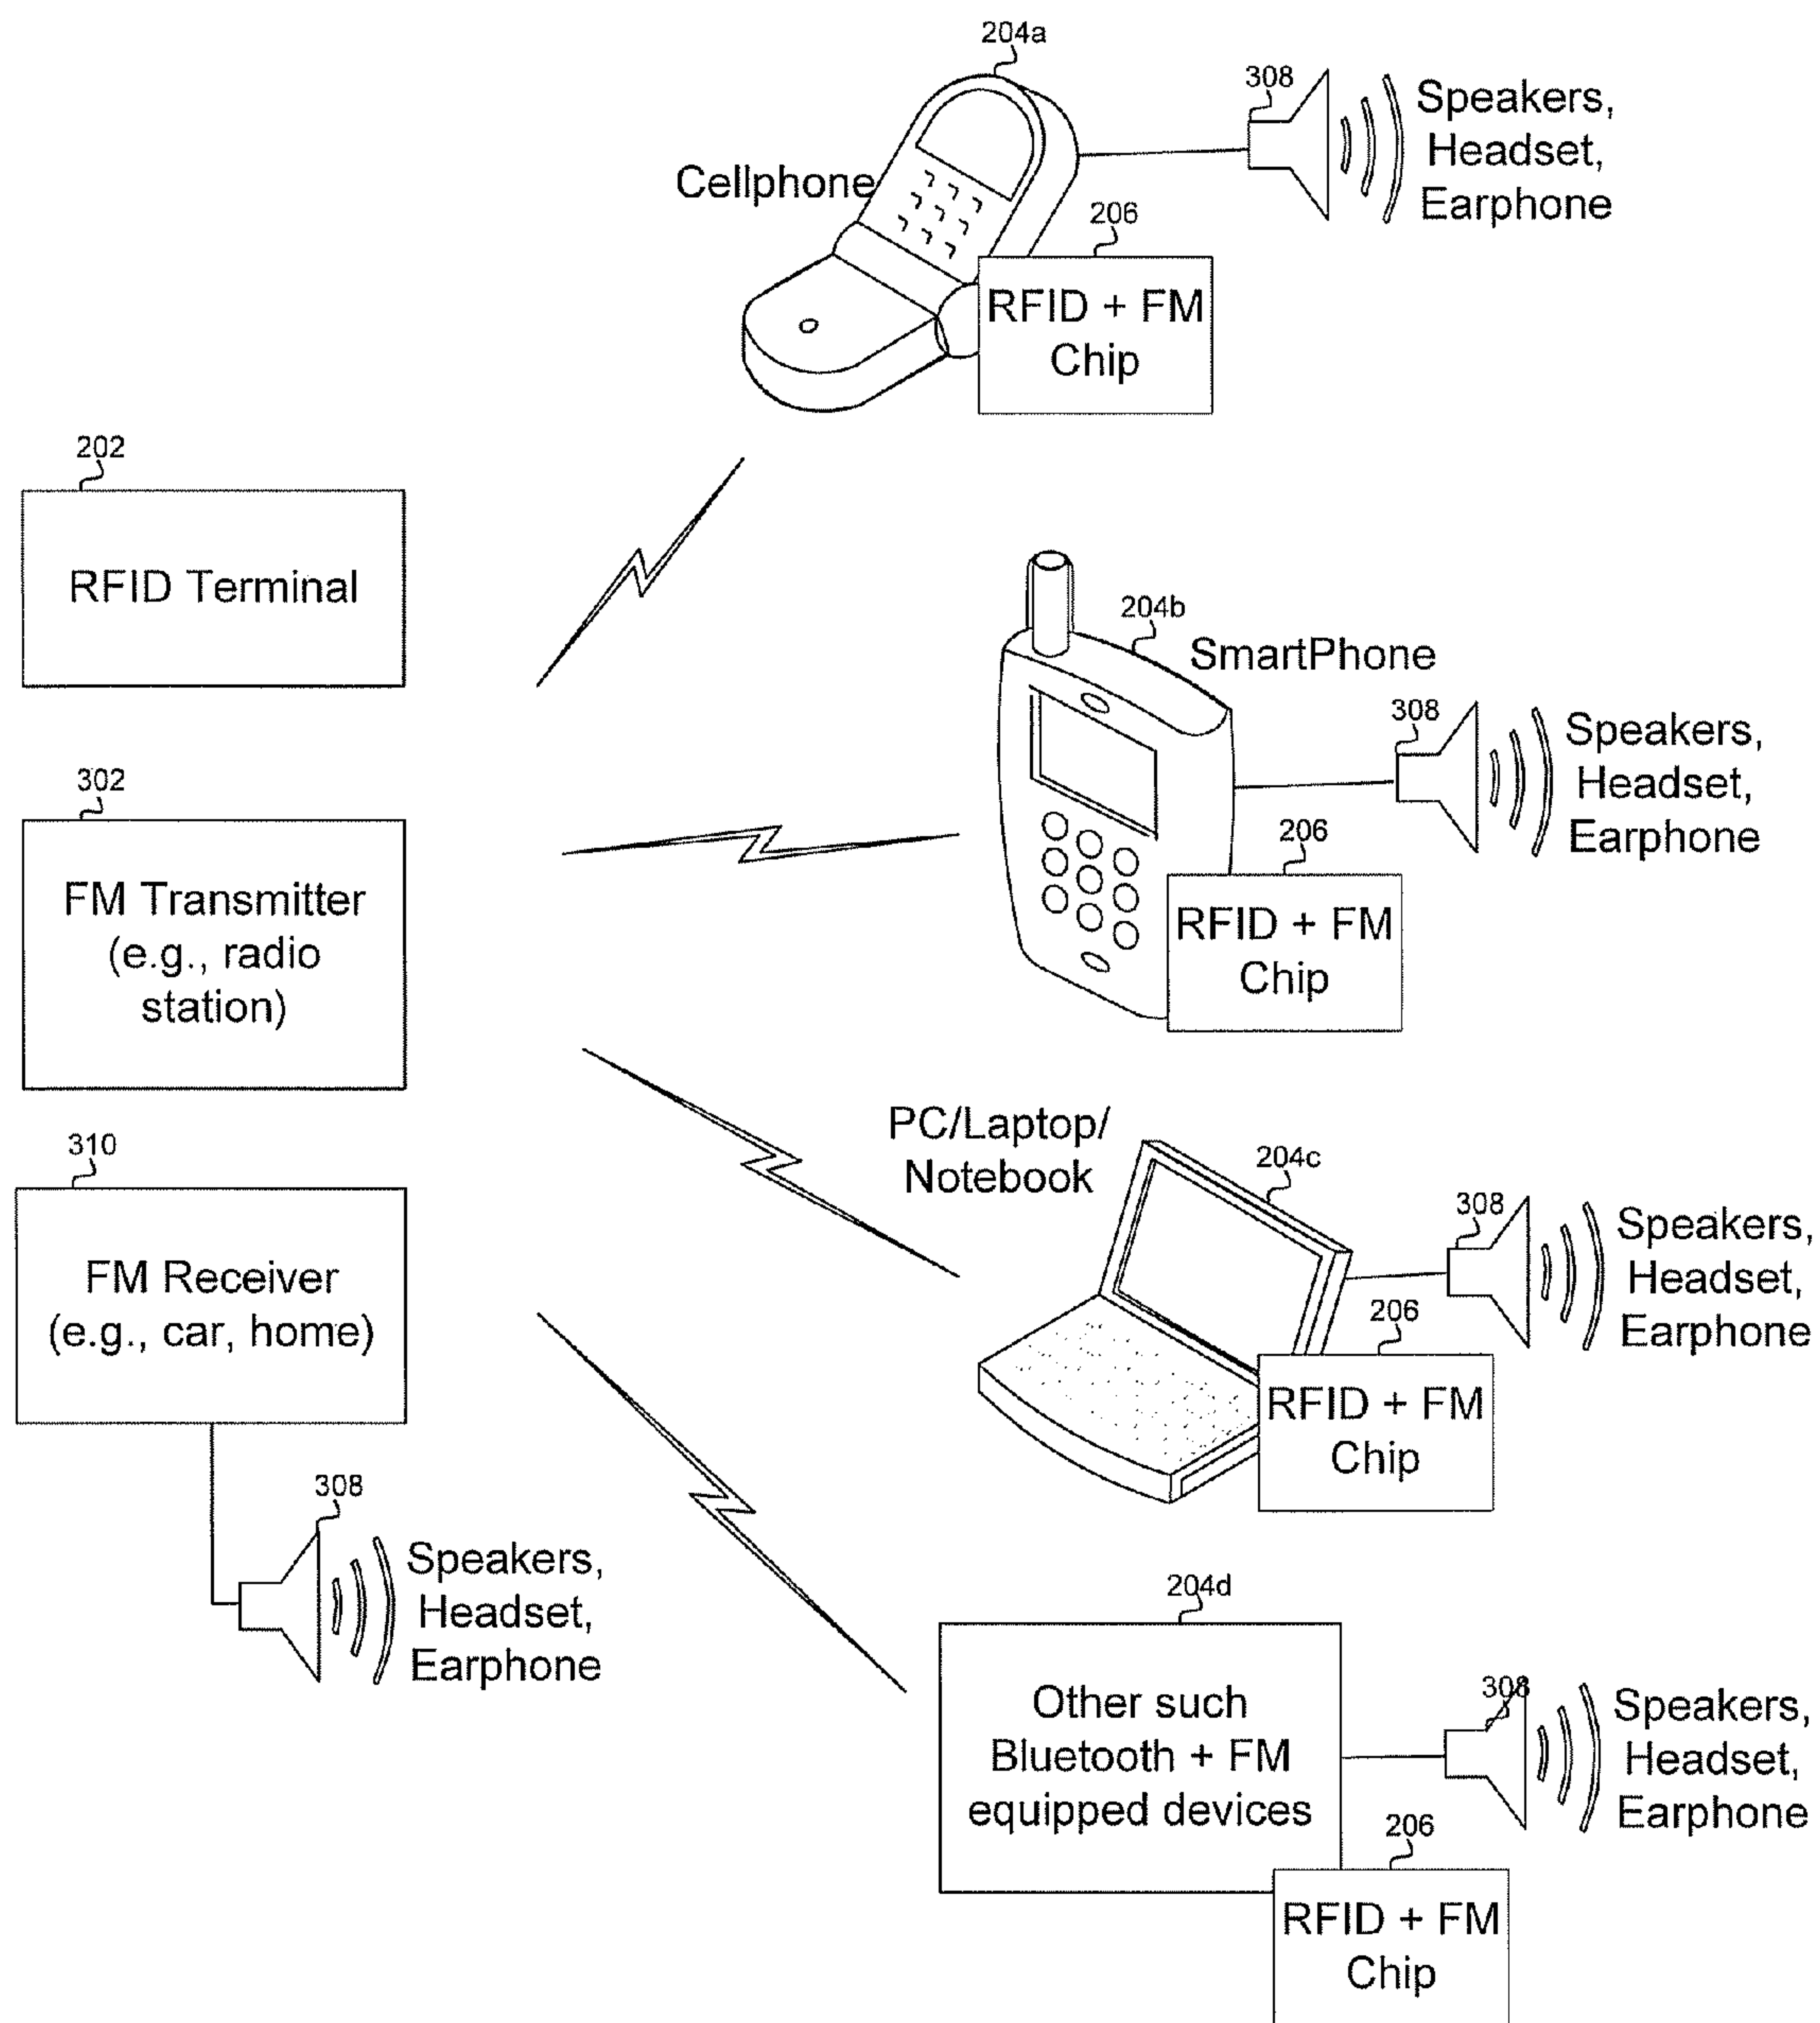 204a
308
Speakers,
Headset,
Earphone
Cellphone
206
RFID + FM
Chip
202
RFID Terminal
204b
SmartPhone
308
Speakers,
Headset,
Earphone
302
FM Transmitter
(e.g., radio
station)
206
RFID + FM
Chip
310
FM Receiver
(e.g., car, home)
PC/Laptop/
Notebook
204c
308
Speakers,
Headset,
Earphone
206
RFID + FM
Chip
308
Speakers,
Headset,
Earphone
204d
Other such
Bluetooth + FM
equipped devices
308
Speakers,
Headset,
Earphone
206
RFID + FM
Chip